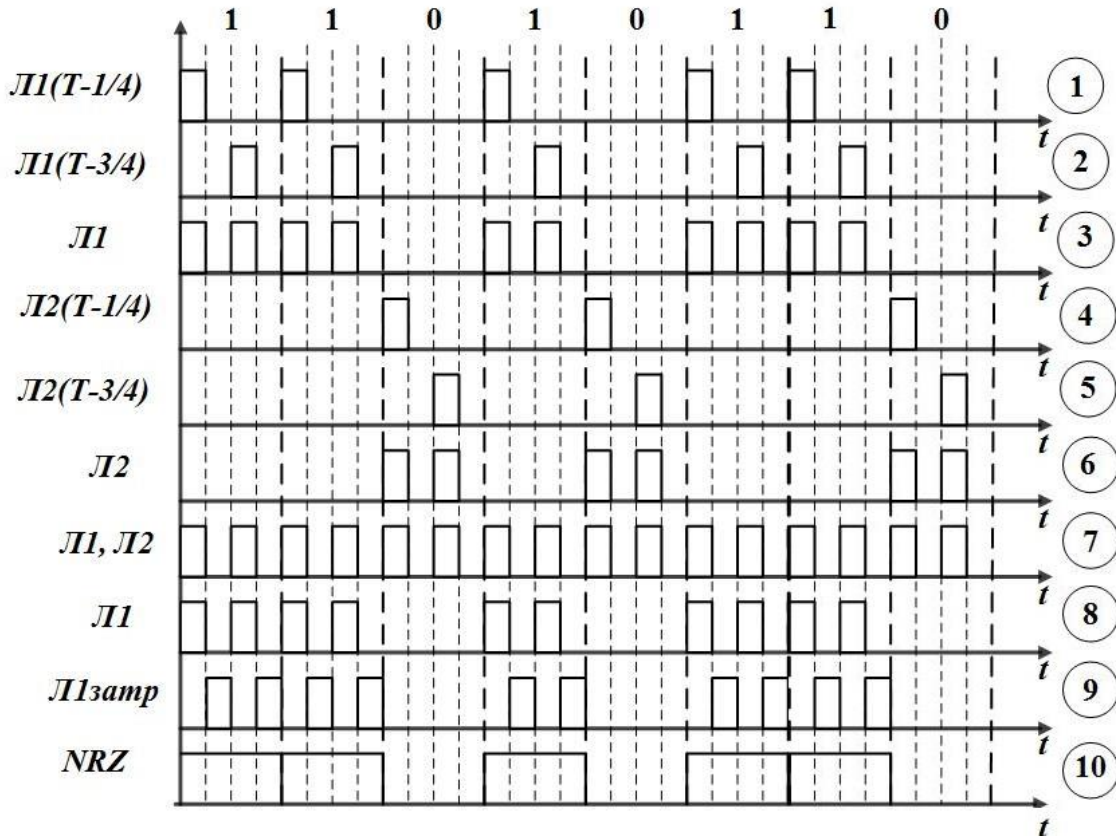 1 1 0 1 0 1 1 0
Л1(Т-1/4) 1
t
Л1(Т-3/4) 2
t
Л1 3
t
Л2(Т-1/4) 4
t
Л2(Т-3/4) 5
t
Л2 6
t
Л1, Л2 7
t
Л1 8
t
Л1затр 9
t
NRZ 10
t